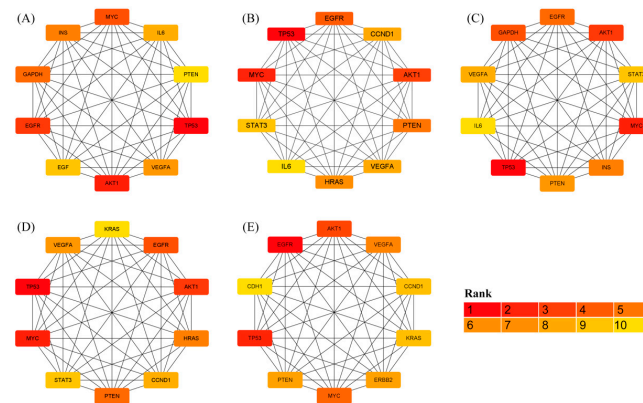 (A)
MYC
INS
IL6
GAPDH
PTEN
EGFR
TP53
EGF
VEGFA
AKT1
(B)
EGFR
TP53
CCND1
MYC
AKT1
STAT3
PTEN
IL6
VEGFA
HRAS
(C)
EGFR
GAPDH
AKT1
VEGFA
STAT3
IL6
MYC
TP53
INS
PTEN
(D)
KRAS
VEGFA
EGFR
TP53
AKT1
MYC
HRAS
STAT3
CCND1
PTEN
(E)
AKT1
EGFR
VEGFA
CDH1
CCND1
TP53
KRAS
PTEN
ERBB2
MYC
Rank
1 2 3 4 5
6 7 8 9 10